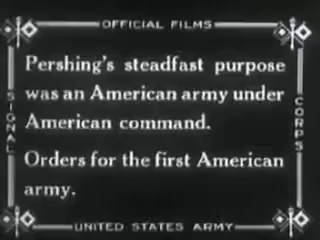 OFFICIAL FILMS
Pershing's steadfast purpose
was an American army under
American command.
Orders for the first American
army.
SIGNAL
CORPS
UNITED STATES ARMY